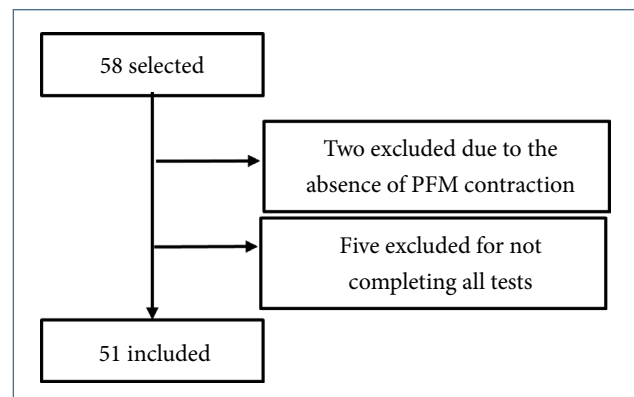 58 selected
Two excluded due to the
absence of PFM contraction
Five excluded for not
completing all tests
51 included